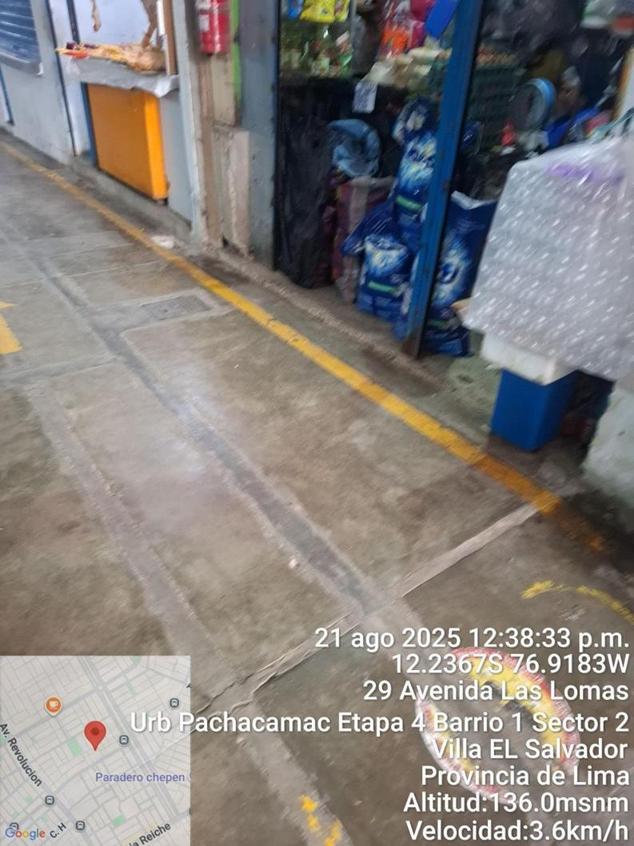 21 ago 2025 12:38:33 p.m.
12.2367S 76.9183W
29 Avenida Las Lomas
Urb Pachacamac Etapa 4 Barrio 1 Sector 2
Villa EL Salvador
Provincia de Lima
Altitud:136.0msnm
Velocidad:3.6km/h
Av. Revolucion
Paradero chepen
Google
C. H
la Reiche